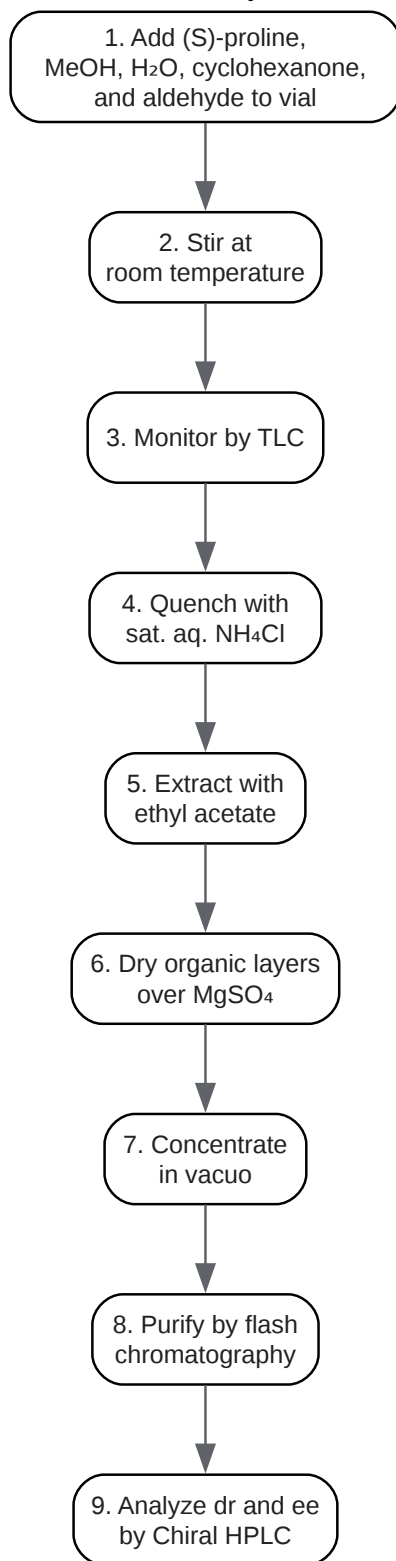 1. Add (S)-proline,
MeOH, H₂O, cyclohexanone,
and aldehyde to vial
2. Stir at
room temperature
3. Monitor by TLC
4. Quench with
sat. aq. NH₄Cl
5. Extract with
ethyl acetate
6. Dry organic layers
over MgSO₄
7. Concentrate
in vacuo
8. Purify by flash
chromatography
9. Analyze dr and ee
by Chiral HPLC